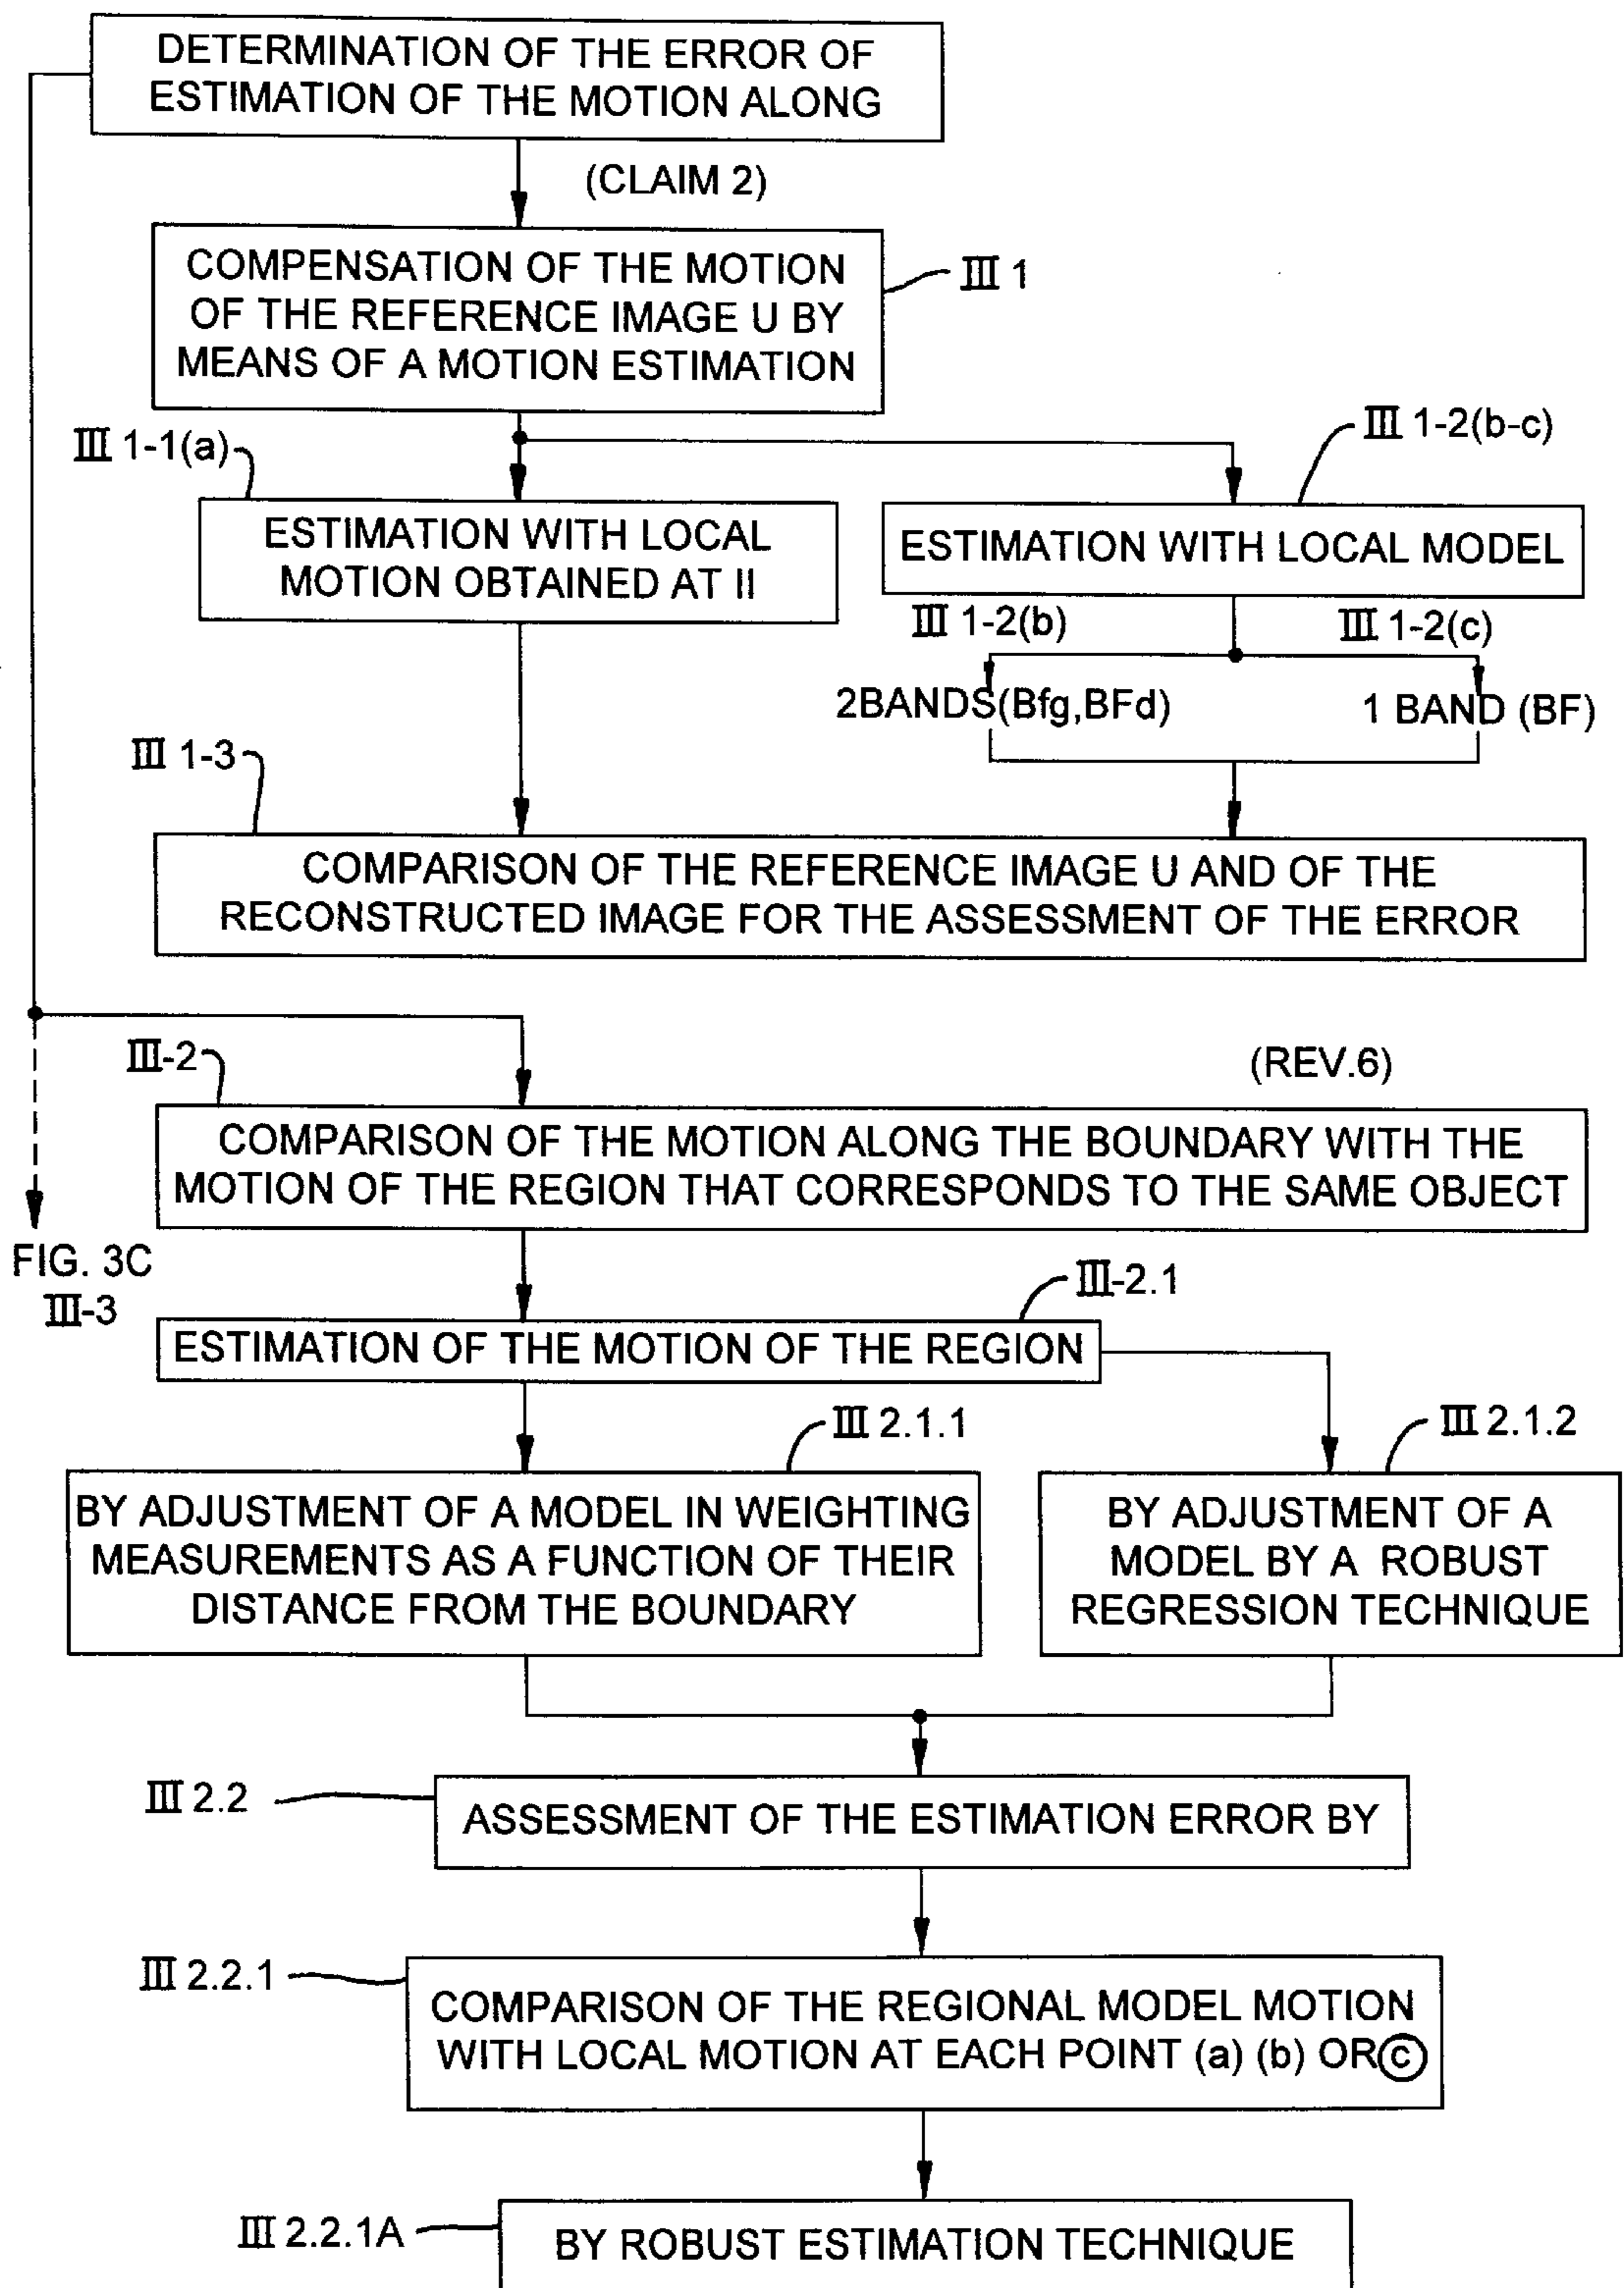 DETERMINATION OF THE ERROR OF
ESTIMATION OF THE MOTION ALONG
(CLAIM 2)
COMPENSATION OF THE MOTION
OF THE REFERENCE IMAGE U BY
MEANS OF A MOTION ESTIMATION
III 1
III 1-1(a)
III 1-2(b-c)
ESTIMATION WITH LOCAL
MOTION OBTAINED AT II
ESTIMATION WITH LOCAL MODEL
III 1-2(b)
III 1-2(c)
2BANDS(Bfg,BFd)
1 BAND (BF)
III 1-3
COMPARISON OF THE REFERENCE IMAGE U AND OF THE
RECONSTRUCTED IMAGE FOR THE ASSESSMENT OF THE ERROR
III-2
(REV.6)
COMPARISON OF THE MOTION ALONG THE BOUNDARY WITH THE
MOTION OF THE REGION THAT CORRESPONDS TO THE SAME OBJECT
FIG. 3C
III-3
III-2.1
ESTIMATION OF THE MOTION OF THE REGION
III 2.1.1
III 2.1.2
BY ADJUSTMENT OF A MODEL IN WEIGHTING
MEASUREMENTS AS A FUNCTION OF THEIR
DISTANCE FROM THE BOUNDARY
BY ADJUSTMENT OF A
MODEL BY A ROBUST
REGRESSION TECHNIQUE
III 2.2
ASSESSMENT OF THE ESTIMATION ERROR BY
III 2.2.1
COMPARISON OF THE REGIONAL MODEL MOTION
WITH LOCAL MOTION AT EACH POINT (a) (b) OR ⓒ
III 2.2.1A
BY ROBUST ESTIMATION TECHNIQUE